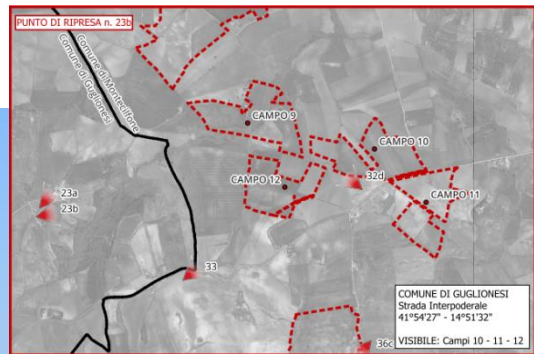 PUNTO DI RIPRESA n. 23b
Comune di Montecilfone
Comune di Guglionesi
CAMPO 9
CAMPO 10
CAMPO 12
32d
CAMPO 11
23a
23b
33
36c
COMUNE DI GUGLIONESI
Strada Interpoderale
41°54'27" - 14°51'32"
VISIBILE: Campi 10 - 11 - 12